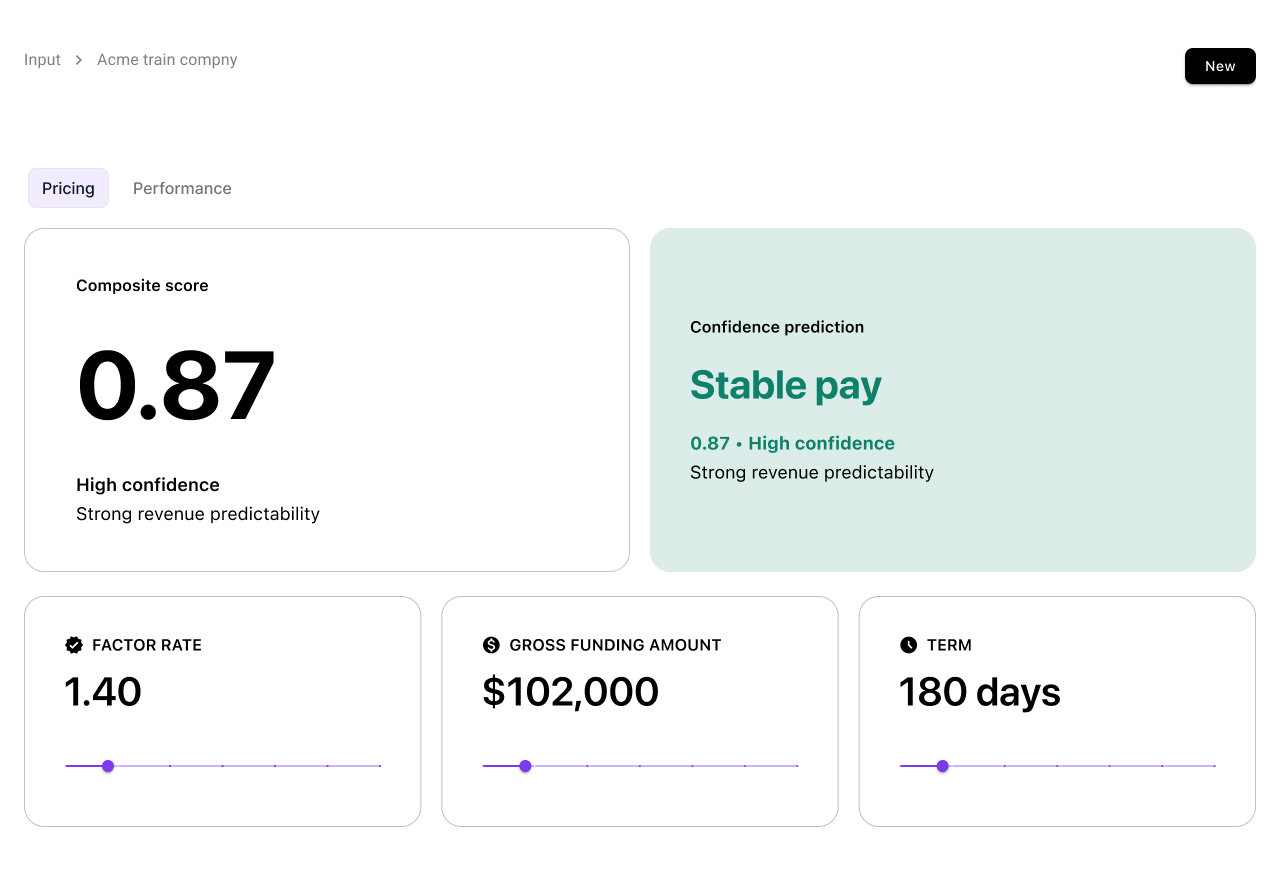 Input > Acme train compny
New
Pricing
Performance
Composite score
0.87
High confidence
Strong revenue predictability
Confidence prediction
Stable pay
0.87 • High confidence
Strong revenue predictability
FACTOR RATE
1.40
GROSS FUNDING AMOUNT
$102,000
TERM
180 days